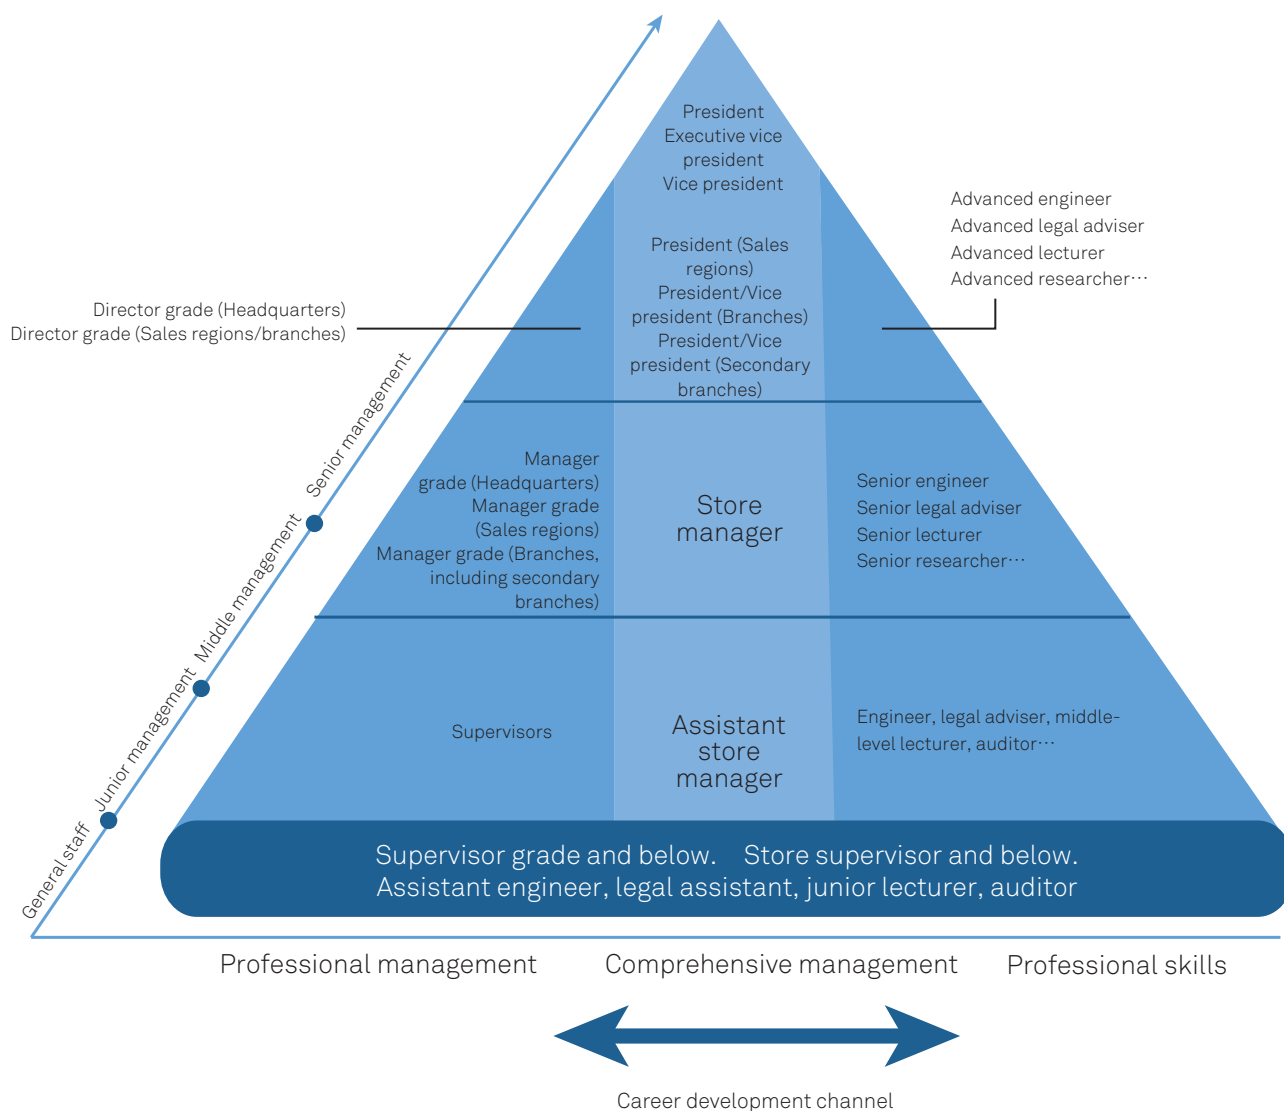 President
Executive vice
president
Vice president
Advanced engineer
Advanced legal adviser
Advanced lecturer
Advanced researcher…
President (Sales
regions)
President/Vice
president (Branches)
President/Vice
president (Secondary
branches)
Director grade (Headquarters)
Director grade (Sales regions/branches)
Senior management
Manager
grade (Headquarters)
Manager grade
(Sales regions)
Manager grade (Branches,
including secondary
branches)
Store
manager
Senior engineer
Senior legal adviser
Senior lecturer
Senior researcher…
Middle management
Supervisors
Assistant
store
manager
Engineer, legal adviser, middle-
level lecturer, auditor…
Junior management
General staff
Supervisor grade and below. Store supervisor and below.
Assistant engineer, legal assistant, junior lecturer, auditor
Professional management
Comprehensive management
Professional skills
Career development channel